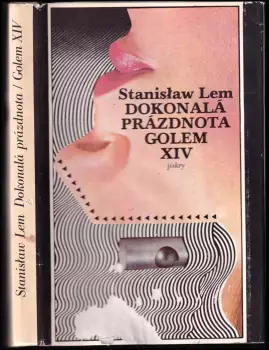 Stanisław Lem Dokonalá prázdnota / Golem XIV
Stanisław Lem
DOKONALÁ
PRÁZDNOTA
GOLEM
XIV
jiskry